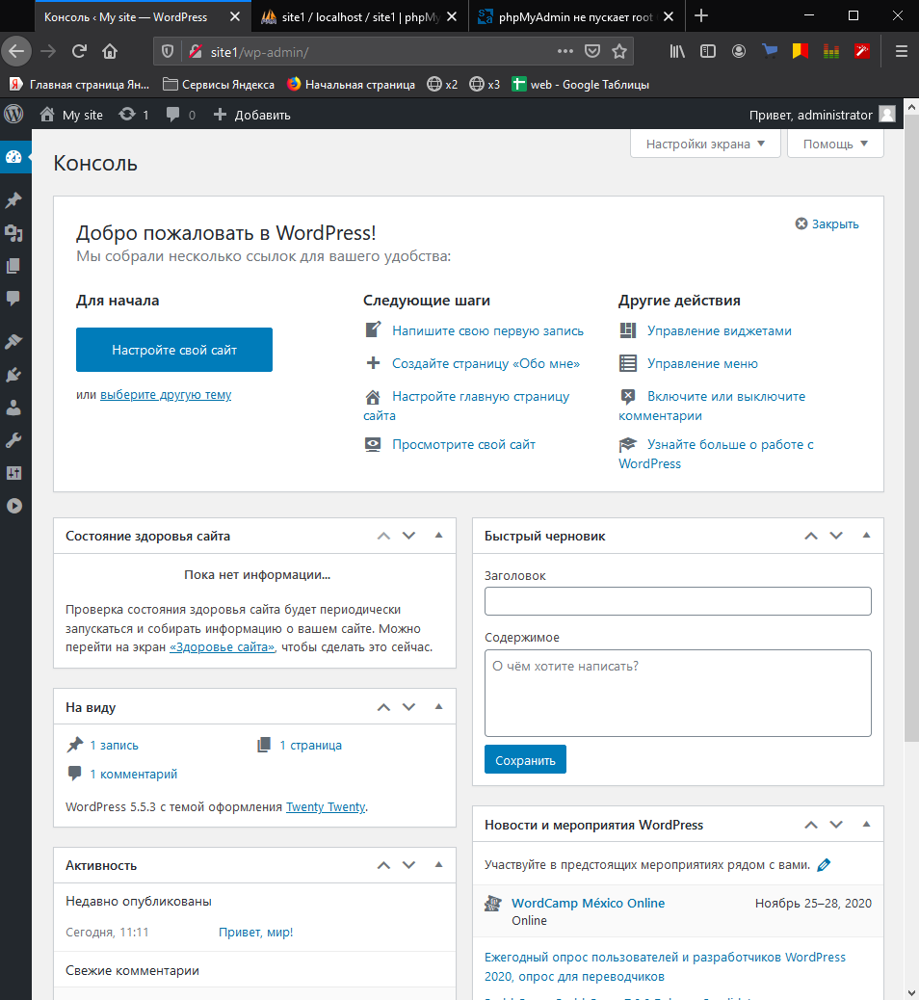 Консоль ‹ My site — WordPress
site1 / localhost / site1 | phpMy
phpMyAdmin не пускает root
site1/wp-admin/
Главная страница Ян...
Сервисы Яндекса
Начальная страница
x2
x3
web - Google Таблицы
My site
1
0
Добавить
Привет, administrator
Настройки экрана
Помощь
Консоль
Добро пожаловать в WordPress!
Закрыть
Мы собрали несколько ссылок для вашего удобства:
Для начала
Настройте свой сайт
или выберите другую тему
Следующие шаги
Напишите свою первую запись
Создайте страницу «Обо мне»
Настройте главную страницу
сайта
Просмотрите свой сайт
Другие действия
Управление виджетами
Управление меню
Включите или выключите
комментарии
Узнайте больше о работе с
WordPress
Состояние здоровья сайта
Пока нет информации...
Проверка состояния здоровья сайта будет периодически
запускаться и собирать информацию о вашем сайте. Можно
перейти на экран «Здоровье сайта», чтобы сделать это сейчас.
На виду
1 запись
1 страница
1 комментарий
WordPress 5.5.3 с темой оформления Twenty Twenty.
Активность
Недавно опубликованы
Сегодня, 11:11
Привет, мир!
Свежие комментарии
Быстрый черновик
Заголовок
Содержимое
О чём хотите написать?
Сохранить
Новости и мероприятия WordPress
Участвуйте в предстоящих мероприятиях рядом с вами.
WordCamp México Online
Ноябрь 25–28, 2020
Online
Ежегодный опрос пользователей и разработчиков WordPress
2020, опрос для переводчиков